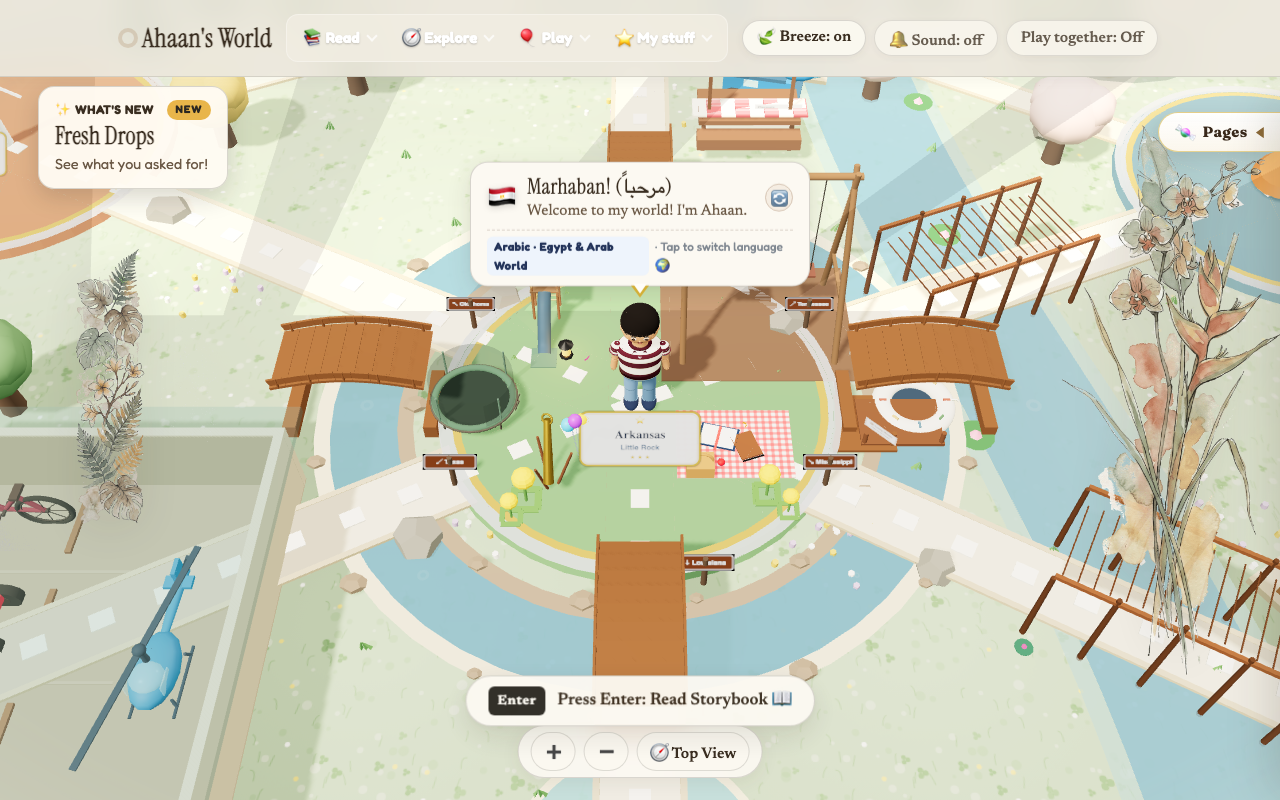 Ahaan's World
Read
Explore
Play
My stuff
Breeze: on
Sound: off
Play together: Off
WHAT'S NEW
NEW
Fresh Drops
See what you asked for!
Pages
Marhaban! (مرحباً)
Welcome to my world! I'm Ahaan.
Arabic · Egypt & Arab World
· Tap to switch language
Arkansas
Little Rock
Enter
Press Enter: Read Storybook
+
−
Top View